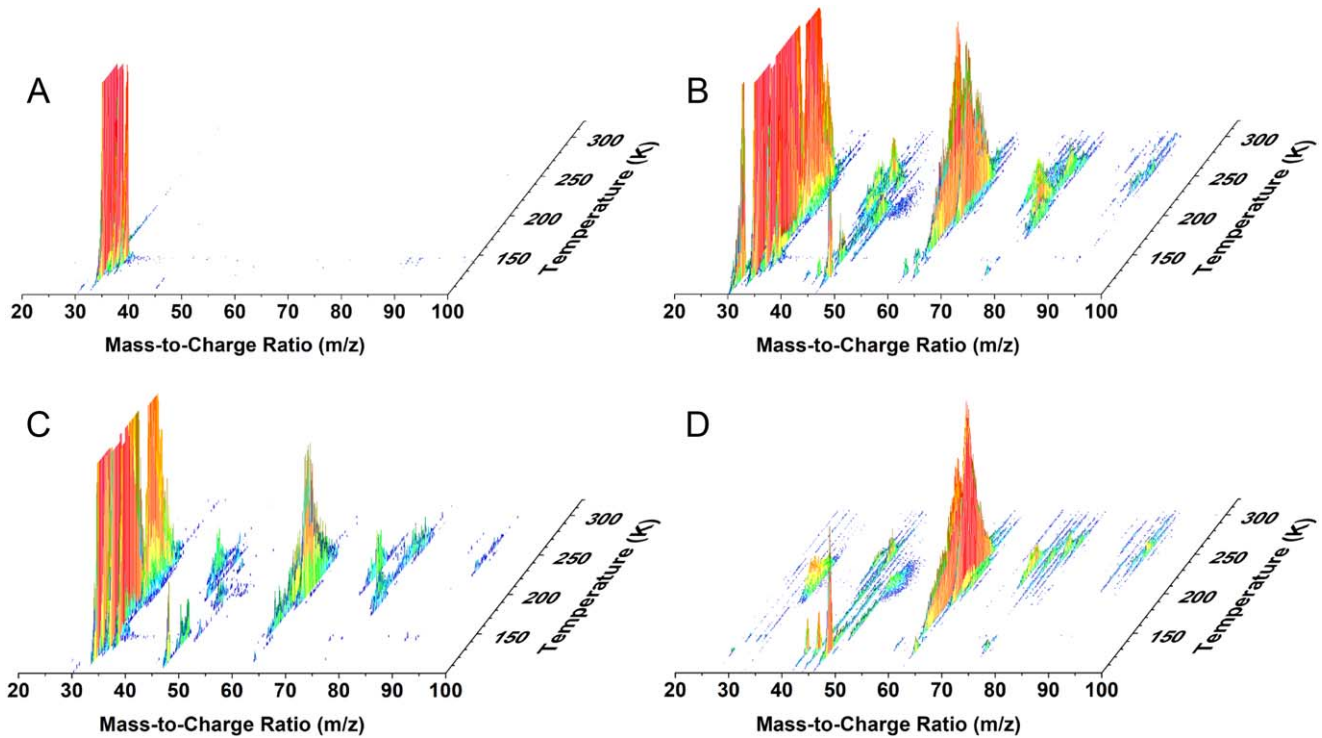 A
300
250
200
150
Temperature (K)
20 30 40 50 60 70 80 90 100
Mass-to-Charge Ratio (m/z)
B
300
250
200
150
Temperature (K)
20 30 40 50 60 70 80 90 100
Mass-to-Charge Ratio (m/z)
C
300
250
200
150
Temperature (K)
20 30 40 50 60 70 80 90 100
Mass-to-Charge Ratio (m/z)
D
300
250
200
150
Temperature (K)
20 30 40 50 60 70 80 90 100
Mass-to-Charge Ratio (m/z)